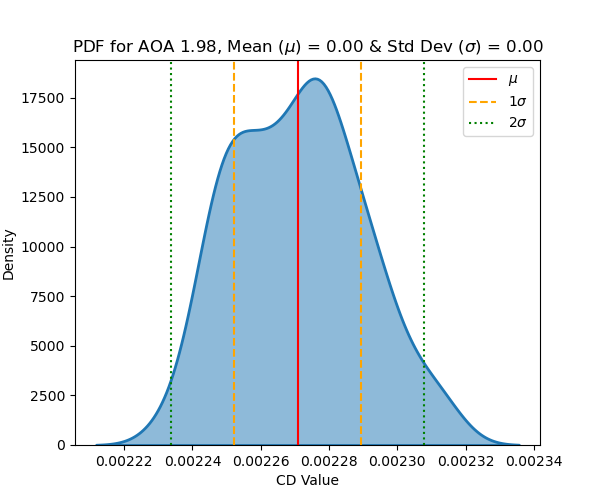 PDF for AOA 1.98, Mean (μ) = 0.00 & Std Dev (σ) = 0.00
μ
1σ
2σ
17500
15000
12500
10000
7500
5000
2500
0
Density
0.00222 0.00224 0.00226 0.00228 0.00230 0.00232 0.00234
CD Value